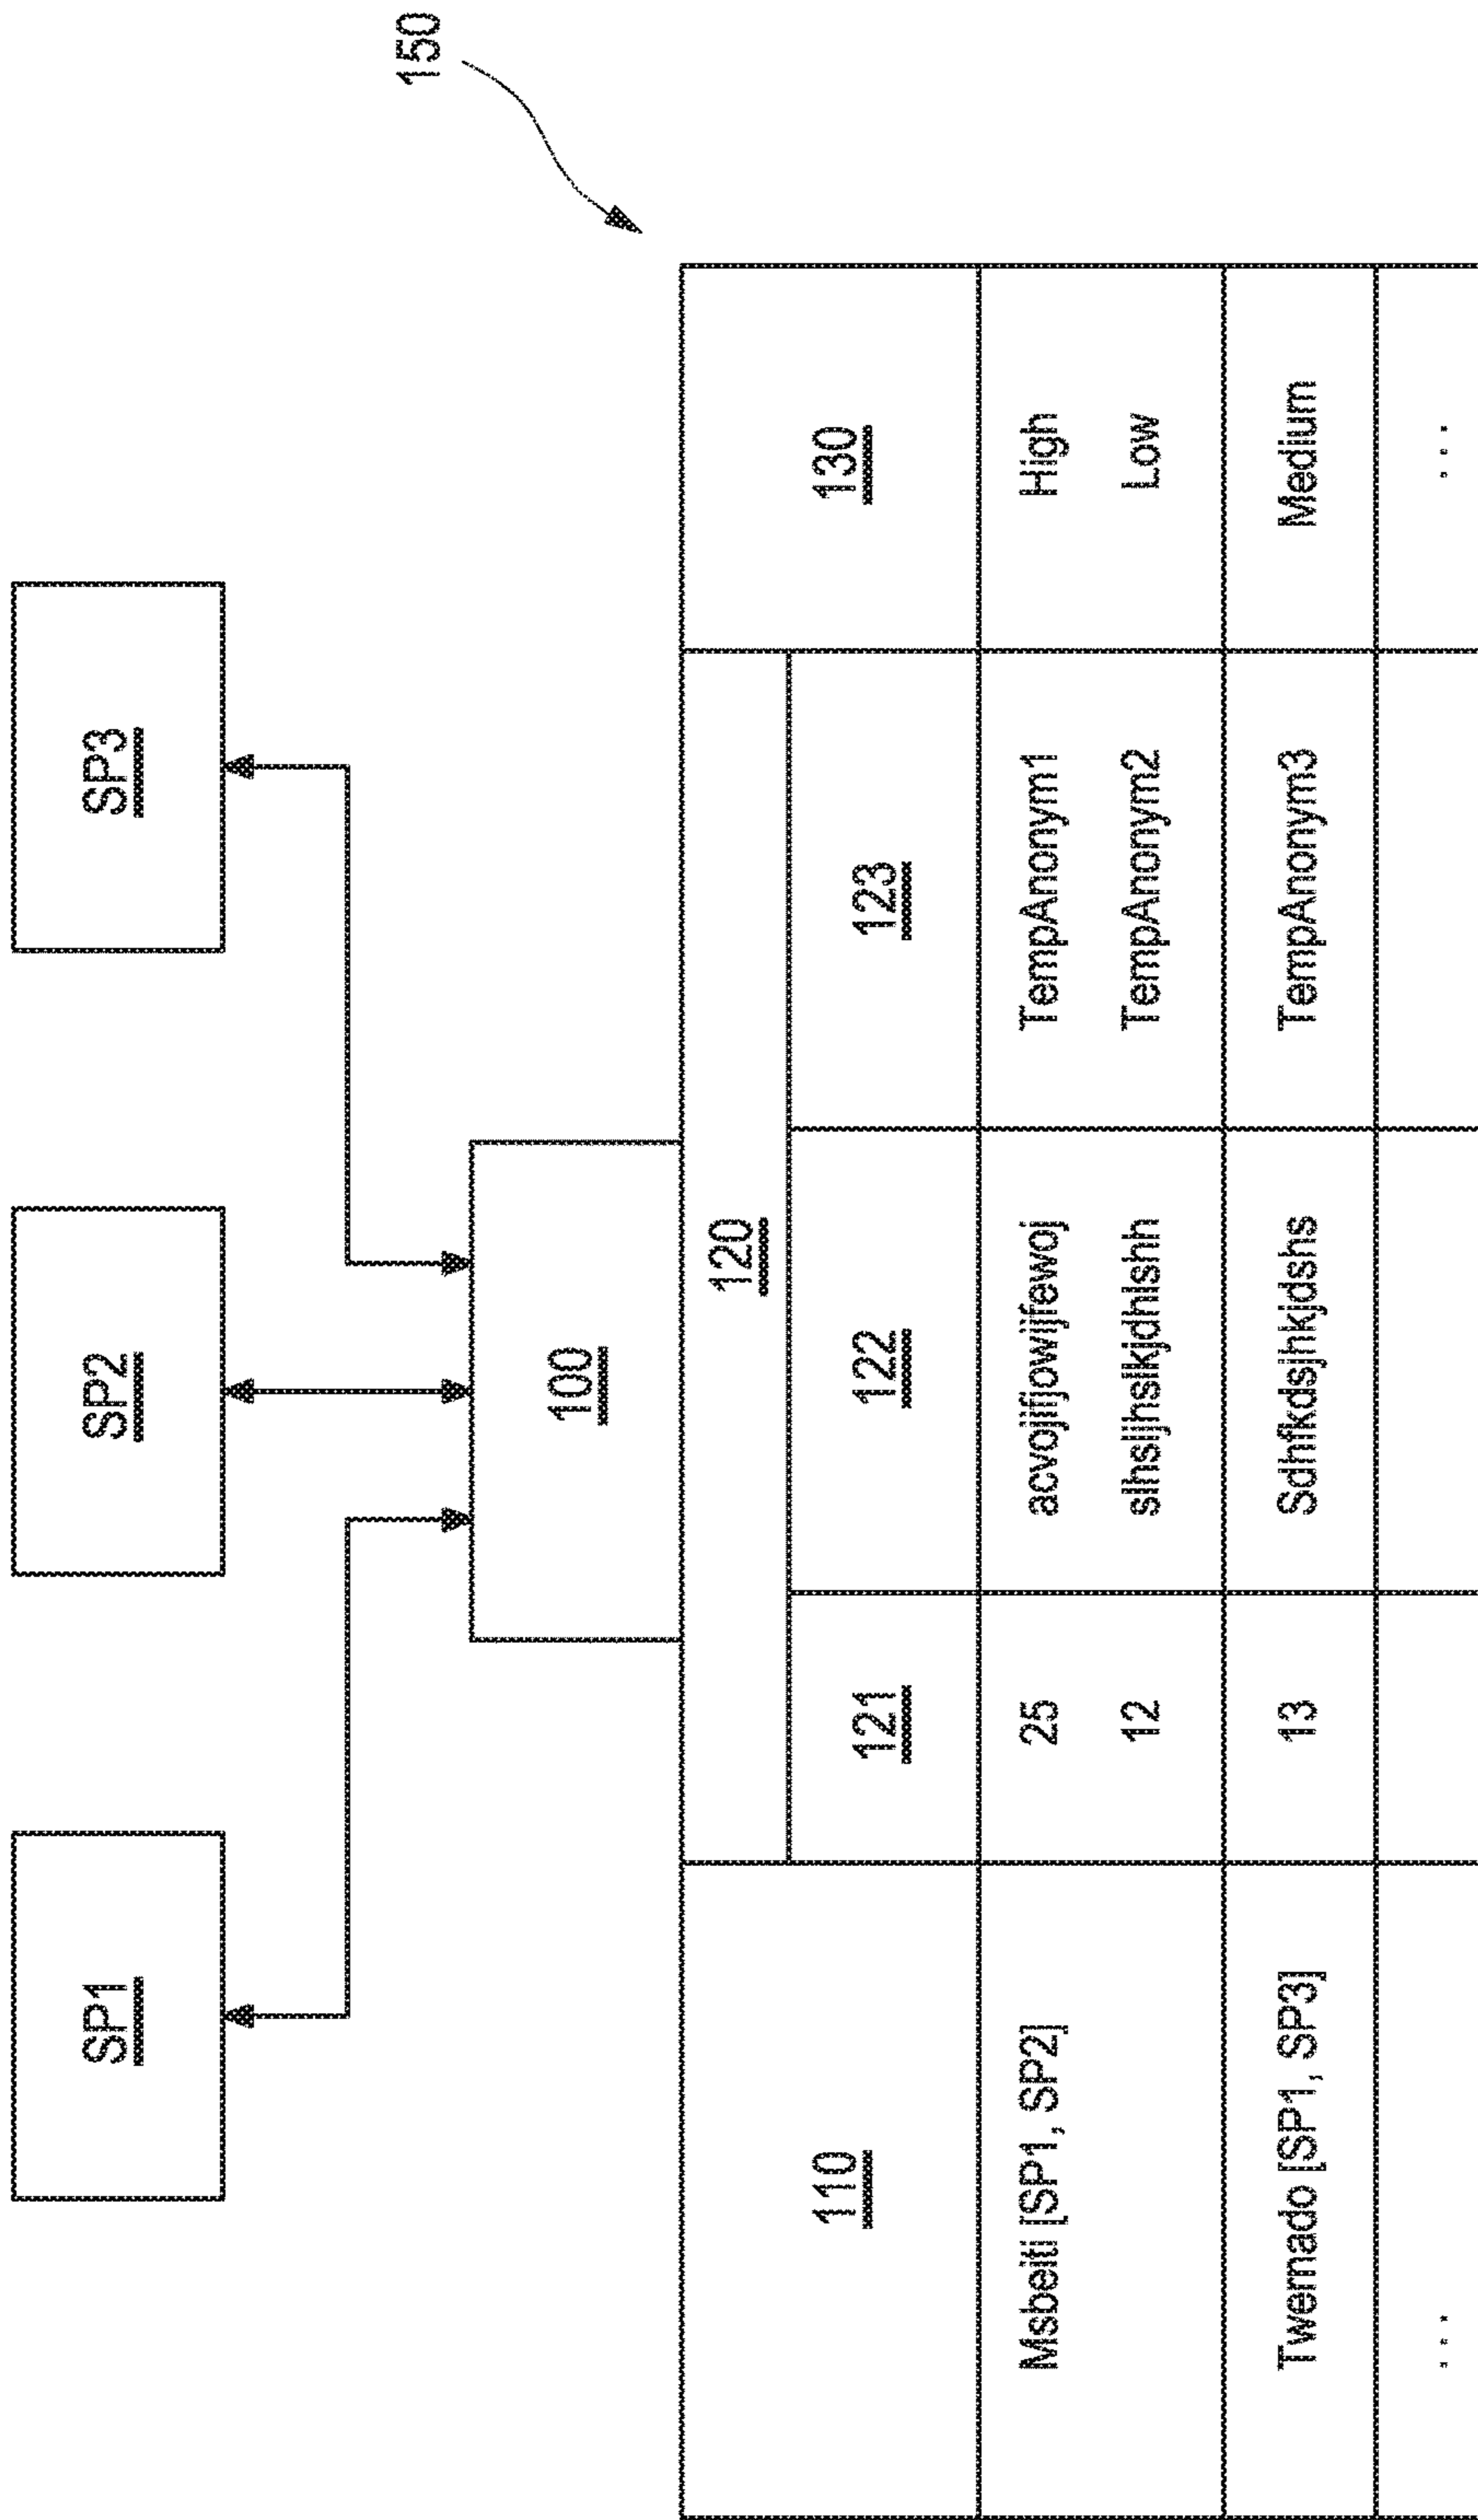 150
SP1 SP2 SP3
100
110 120 130
121 122 123
Msbeiti [SP1, SP2] 25 acvojifjowijfewoj TempAnonym1 High
12 slhsljhslkjdhlshh TempAnonym2 Low
Twernado [SP1, SP3] 13 Sdhfkdsjhkjdshs TempAnonym3 Medium
... ...